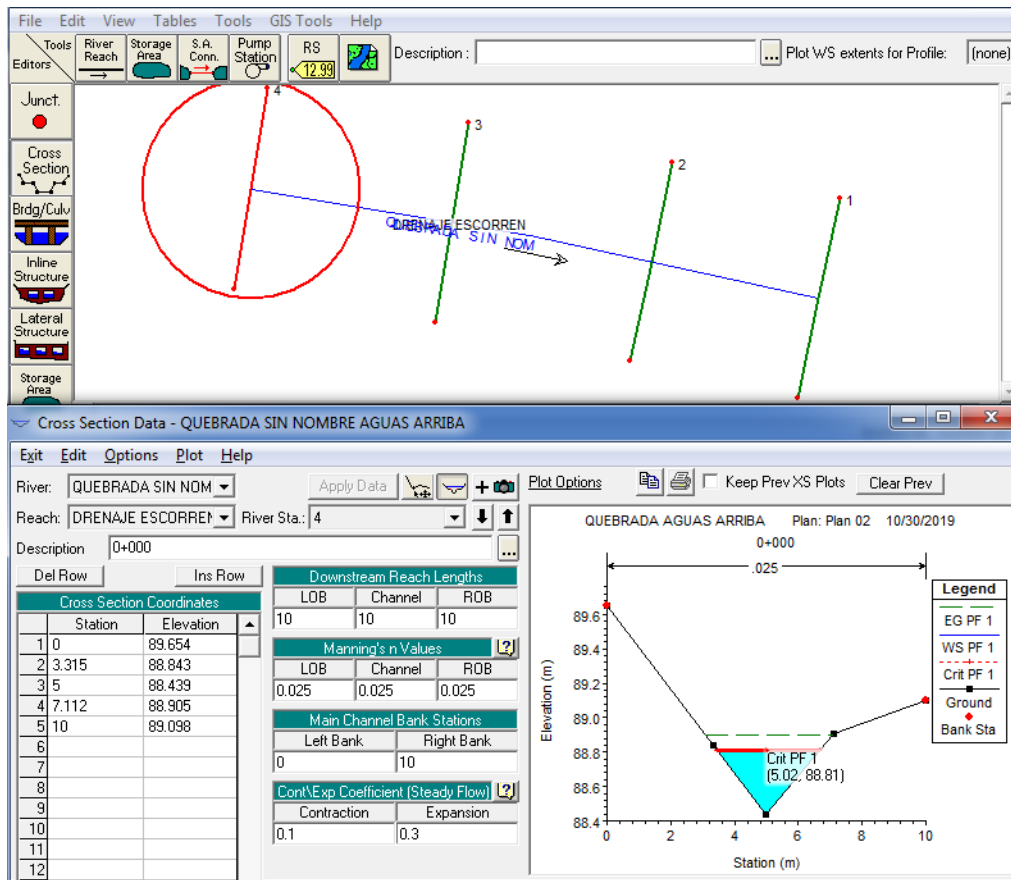 File Edit View Tables Tools GIS Tools Help
Tools
Editors
River
Reach
Storage
Area
S.A.
Conn.
Pump
Station
RS
12.99
Description :
...
Plot WS extents for Profile:
(none)
Junct.
Cross
Section
Brdg/Culv
Inline
Structure
Lateral
Structure
Storage
Area
4
3
2
1
DRENAJE ESCORREN
QUEBRADA SIN NOM
Cross Section Data - QUEBRADA SIN NOMBRE AGUAS ARRIBA
Exit Edit Options Plot Help
River: QUEBRADA SIN NOM
Apply Data
Plot Options
Keep Prev XS Plots
Clear Prev
Reach: DRENAJE ESCORREN
River Sta.: 4
Description 0+000
...
Del Row
Ins Row
Cross Section Coordinates
Station Elevation
1 0 89.654
2 3.315 88.843
3 5 88.439
4 7.112 88.905
5 10 89.098
6
7
8
9
10
11
12
Downstream Reach Lengths
LOB Channel ROB
10 10 10
Manning's n Values ?
LOB Channel ROB
0.025 0.025 0.025
Main Channel Bank Stations
Left Bank Right Bank
0 10
Cont\Exp Coefficient (Steady Flow) ?
Contraction Expansion
0.1 0.3
QUEBRADA AGUAS ARRIBA Plan: Plan 02 10/30/2019
0+000
.025
89.6
89.4
89.2
89.0
88.8
88.6
88.4
Elevation (m)
0 2 4 6 8 10
Station (m)
Crit PF 1
(5.02, 88.81)
Legend
EG PF 1
WS PF 1
Crit PF 1
Ground
Bank Sta